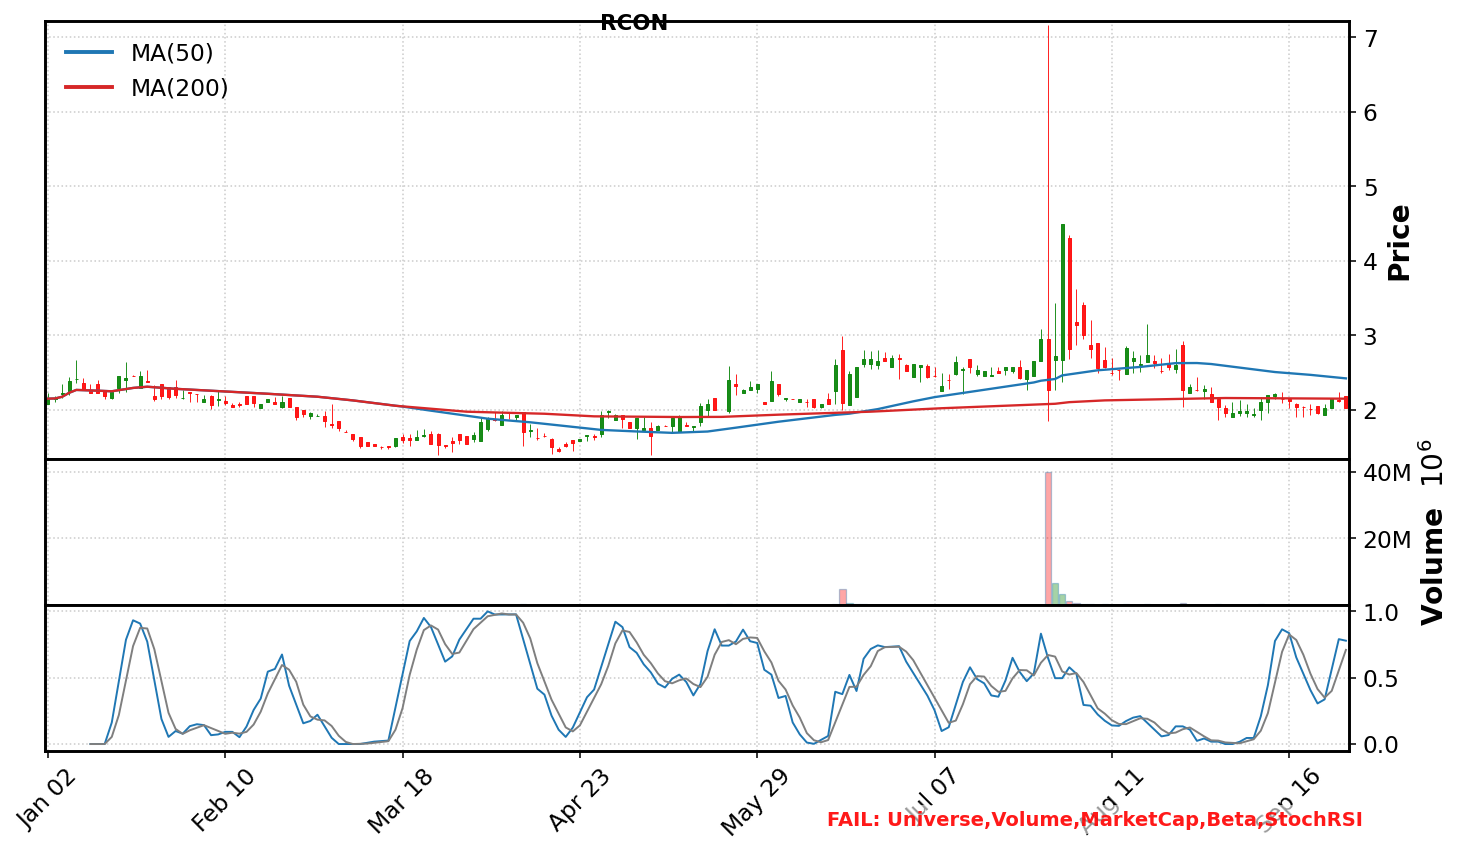 RCON
MA(50)
MA(200)
7
6
5
4
3
2
Price
40M
20M
Volume 10⁶
1.0
0.5
0.0
Jan 02
Feb 10
Mar 18
Apr 23
May 29
Jul 07
Aug 11
Sep 16
FAIL: Universe,Volume,MarketCap,Beta,StochRSI